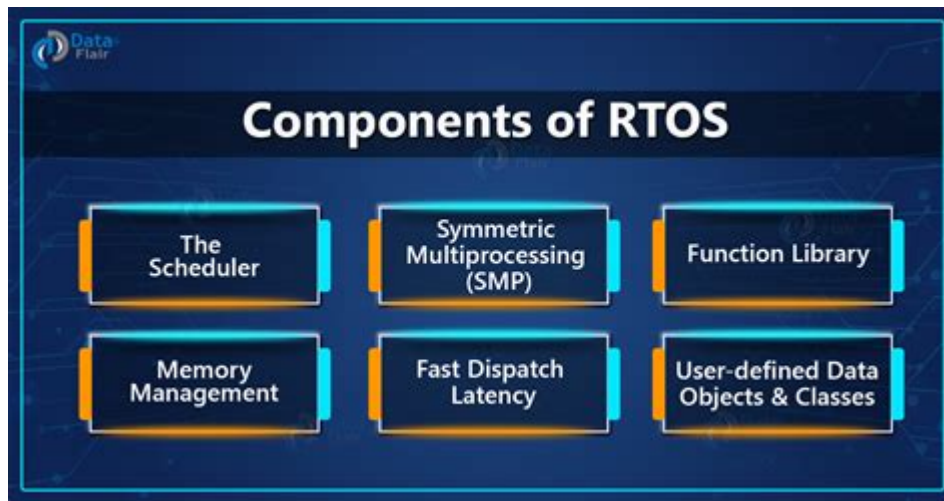 Data
Flair
Components of RTOS
The
Scheduler
Symmetric
Multiprocessing
(SMP)
Function Library
Memory
Management
Fast Dispatch
Latency
User-defined Data
Objects & Classes